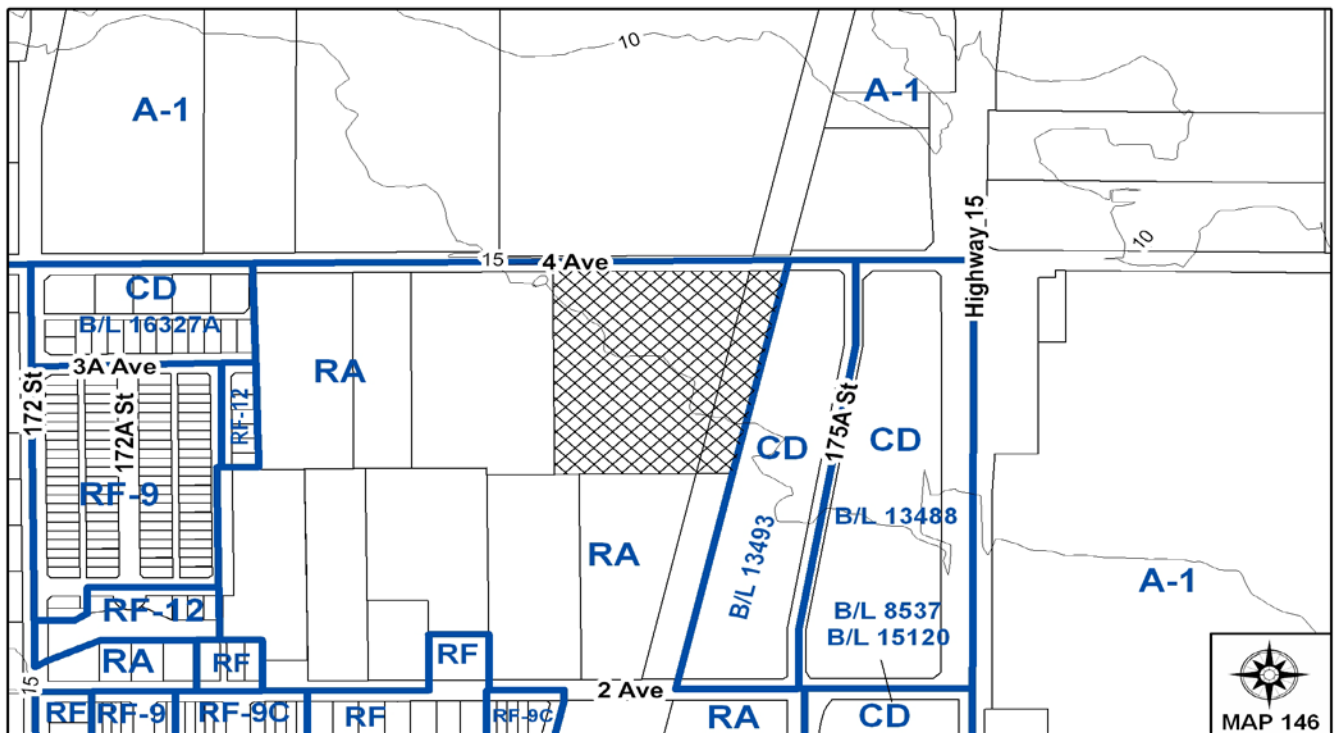 10
A-1
A-1
Highway 15
10
15
4 Ave
CD
B/L 16327A
3A Ave
172 St
172A St
RF-12
RA
175A St
CD
CD
RF-9
B/L 13488
B/L 13493
RA
A-1
RF-12
B/L 8537
B/L 15120
RA
RF
RF
15
2 Ave
RF
RF-9
RF-9C
RF
RF-9C
RA
CD
MAP 146